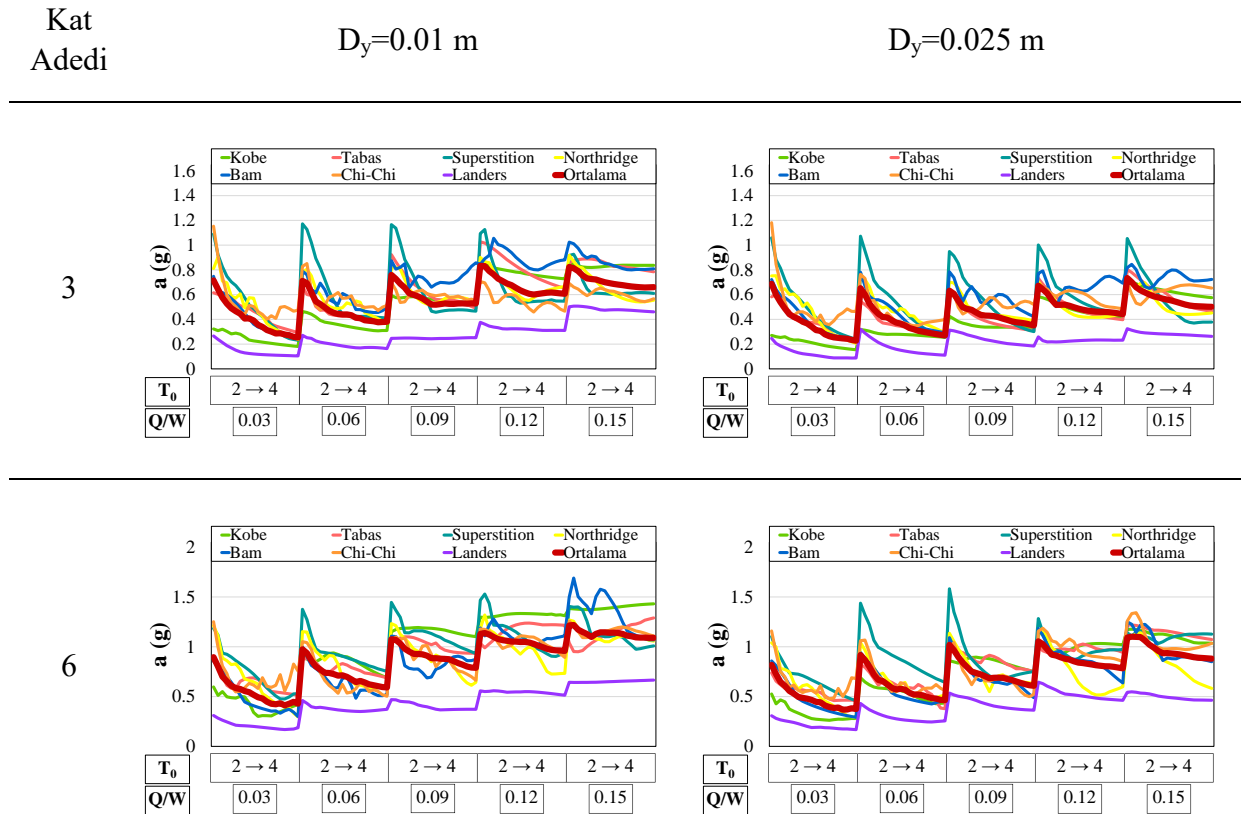 Kat
Adedi
D_y=0.01 m
D_y=0.025 m
3
Kobe Tabas Superstition Northridge
Bam Chi-Chi Landers Ortalama
1.6
1.4
1.2
1
0.8
0.6
0.4
0.2
0
a (g)
T₀ 2 → 4 2 → 4 2 → 4 2 → 4 2 → 4
Q/W 0.03 0.06 0.09 0.12 0.15
Kobe Tabas Superstition Northridge
Bam Chi-Chi Landers Ortalama
1.6
1.4
1.2
1
0.8
0.6
0.4
0.2
0
a (g)
T₀ 2 → 4 2 → 4 2 → 4 2 → 4 2 → 4
Q/W 0.03 0.06 0.09 0.12 0.15
6
Kobe Tabas Superstition Northridge
Bam Chi-Chi Landers Ortalama
2
1.5
1
0.5
0
a (g)
T₀ 2 → 4 2 → 4 2 → 4 2 → 4 2 → 4
Q/W 0.03 0.06 0.09 0.12 0.15
Kobe Tabas Superstition Northridge
Bam Chi-Chi Landers Ortalama
2
1.5
1
0.5
0
a (g)
T₀ 2 → 4 2 → 4 2 → 4 2 → 4 2 → 4
Q/W 0.03 0.06 0.09 0.12 0.15